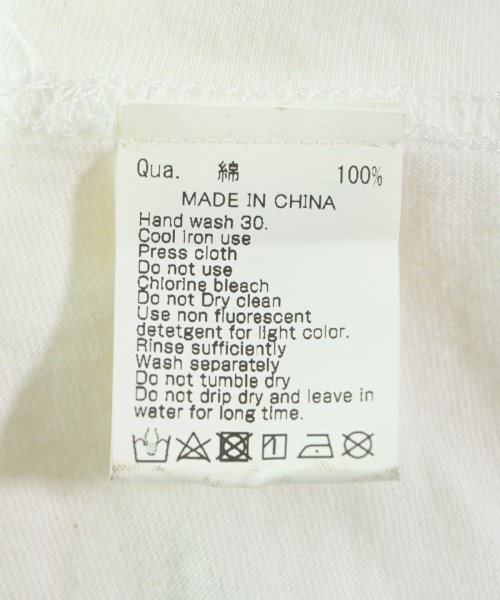 Qua. 綿 100%
MADE IN CHINA
Hand wash 30.
Cool iron use
Press cloth
Do not use
Chlorine bleach
Do not Dry clean
Use non fluorescent
detetgent for light color.
Rinse sufficiently
Wash separately
Do not tumble dry
Do not drip dry and leave in
water for long time.